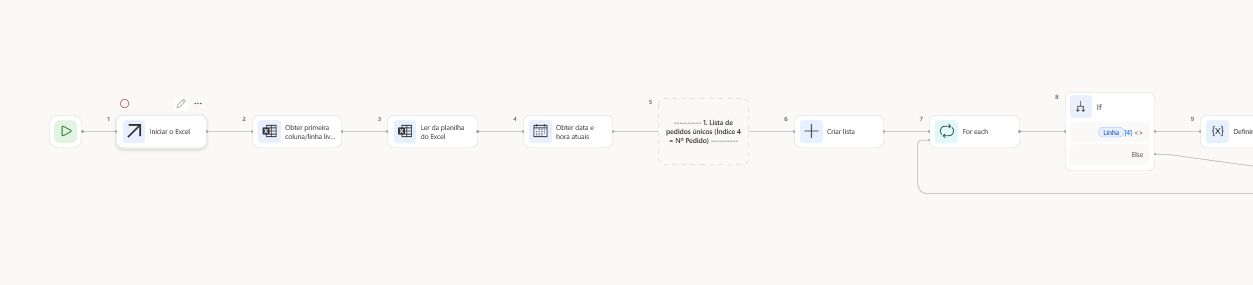 1
Iniciar o Excel
2
Obter primeira
coluna/linha liv...
3
Ler da planilha
do Excel
4
Obter data e
hora atuais
5
---------- 1. Lista de
pedidos únicos (Índice 4
= Nº Pedido) ----------
6
Criar lista
7
For each
8
If
Linha [4] <>
Else
9
{x}
Defini